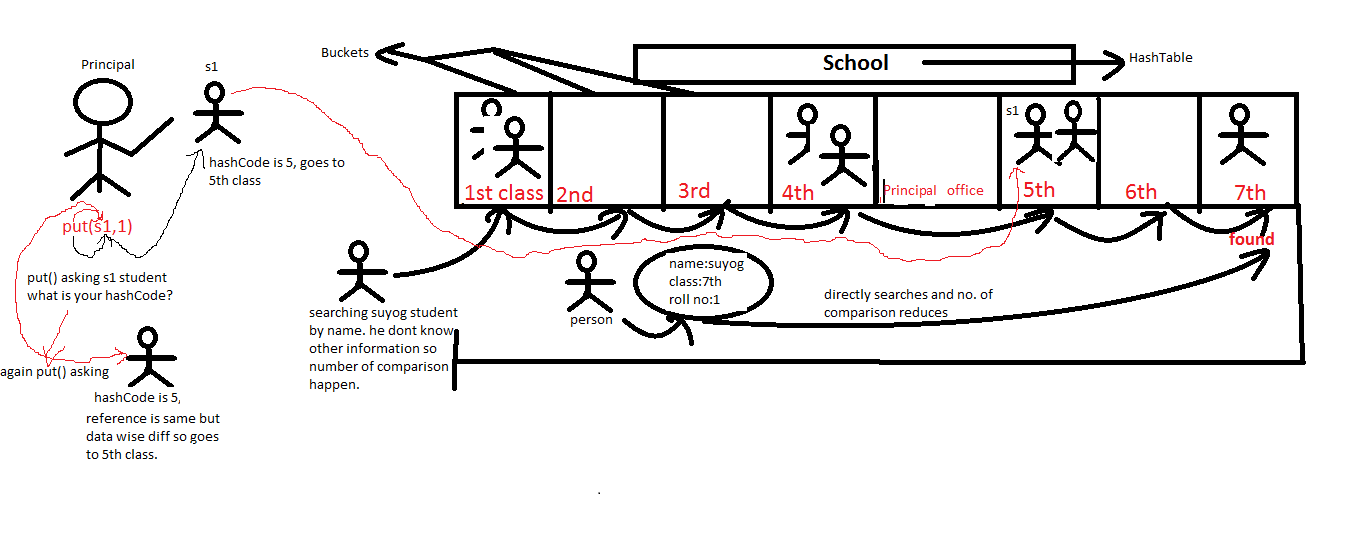 Buckets
School
HashTable
Principal
s1
hashCode is 5, goes to
5th class
put(s1,1)
put() asking s1 student
what is your hashCode?
again put() asking
hashCode is 5,
reference is same but
data wise diff so goes
to 5th class.
s1
1st class
2nd
3rd
4th
Principal office
5th
6th
7th
found
searching suyog student
by name. he dont know
other information so
number of comparison
happen.
person
name:suyog
class:7th
roll no:1
directly searches and no. of
comparison reduces